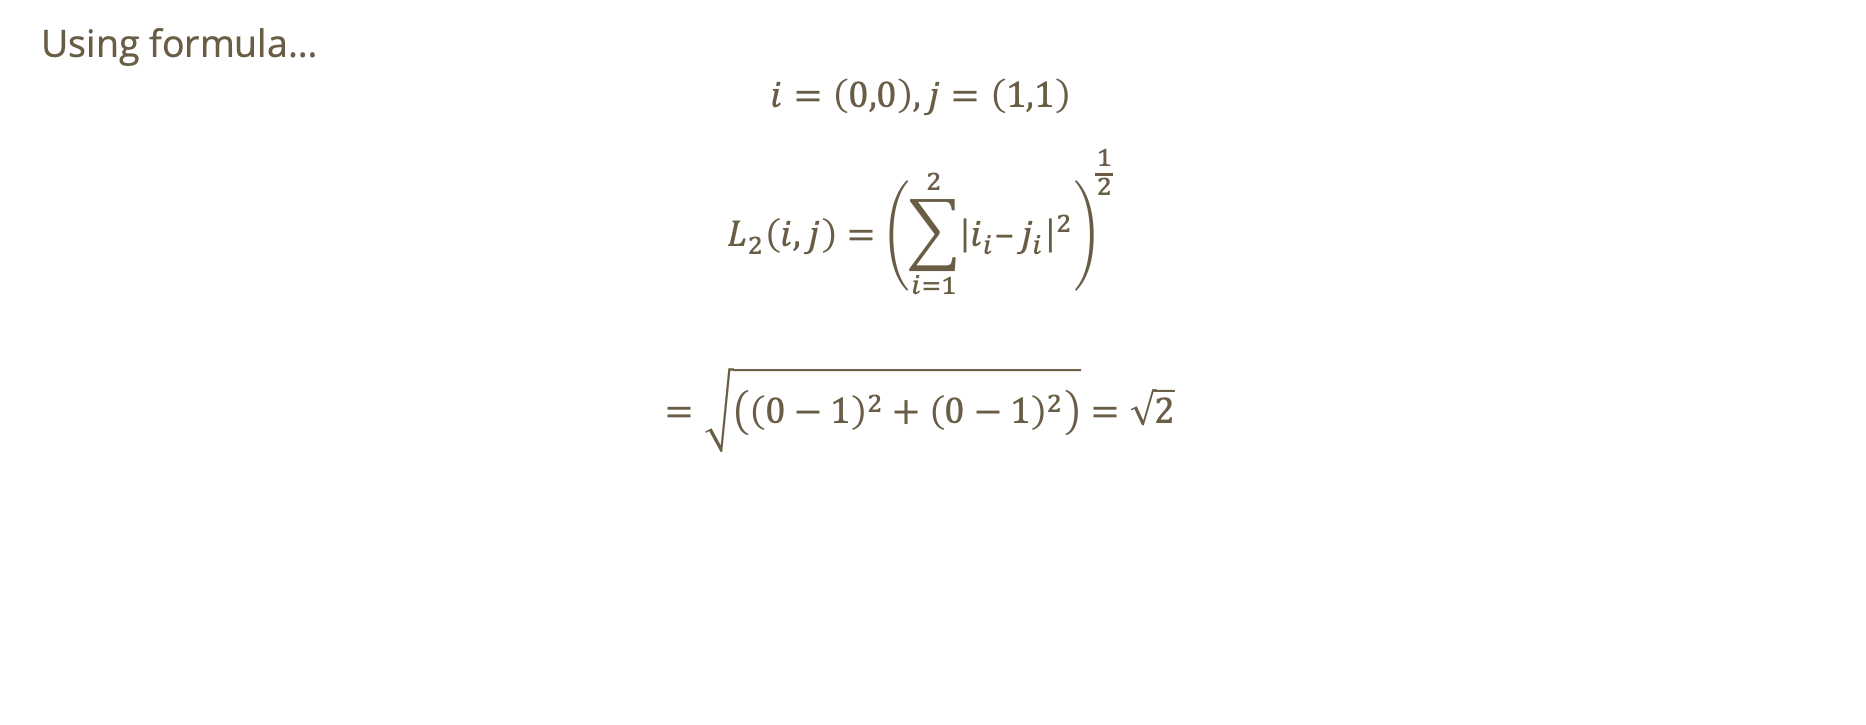 Using formula...
i = (0,0), j = (1,1)
L₂(i,j) = (∑_{i=1}^{2} |i_i − j_i|²)^{1/2}
= √((0 − 1)² + (0 − 1)²) = √2